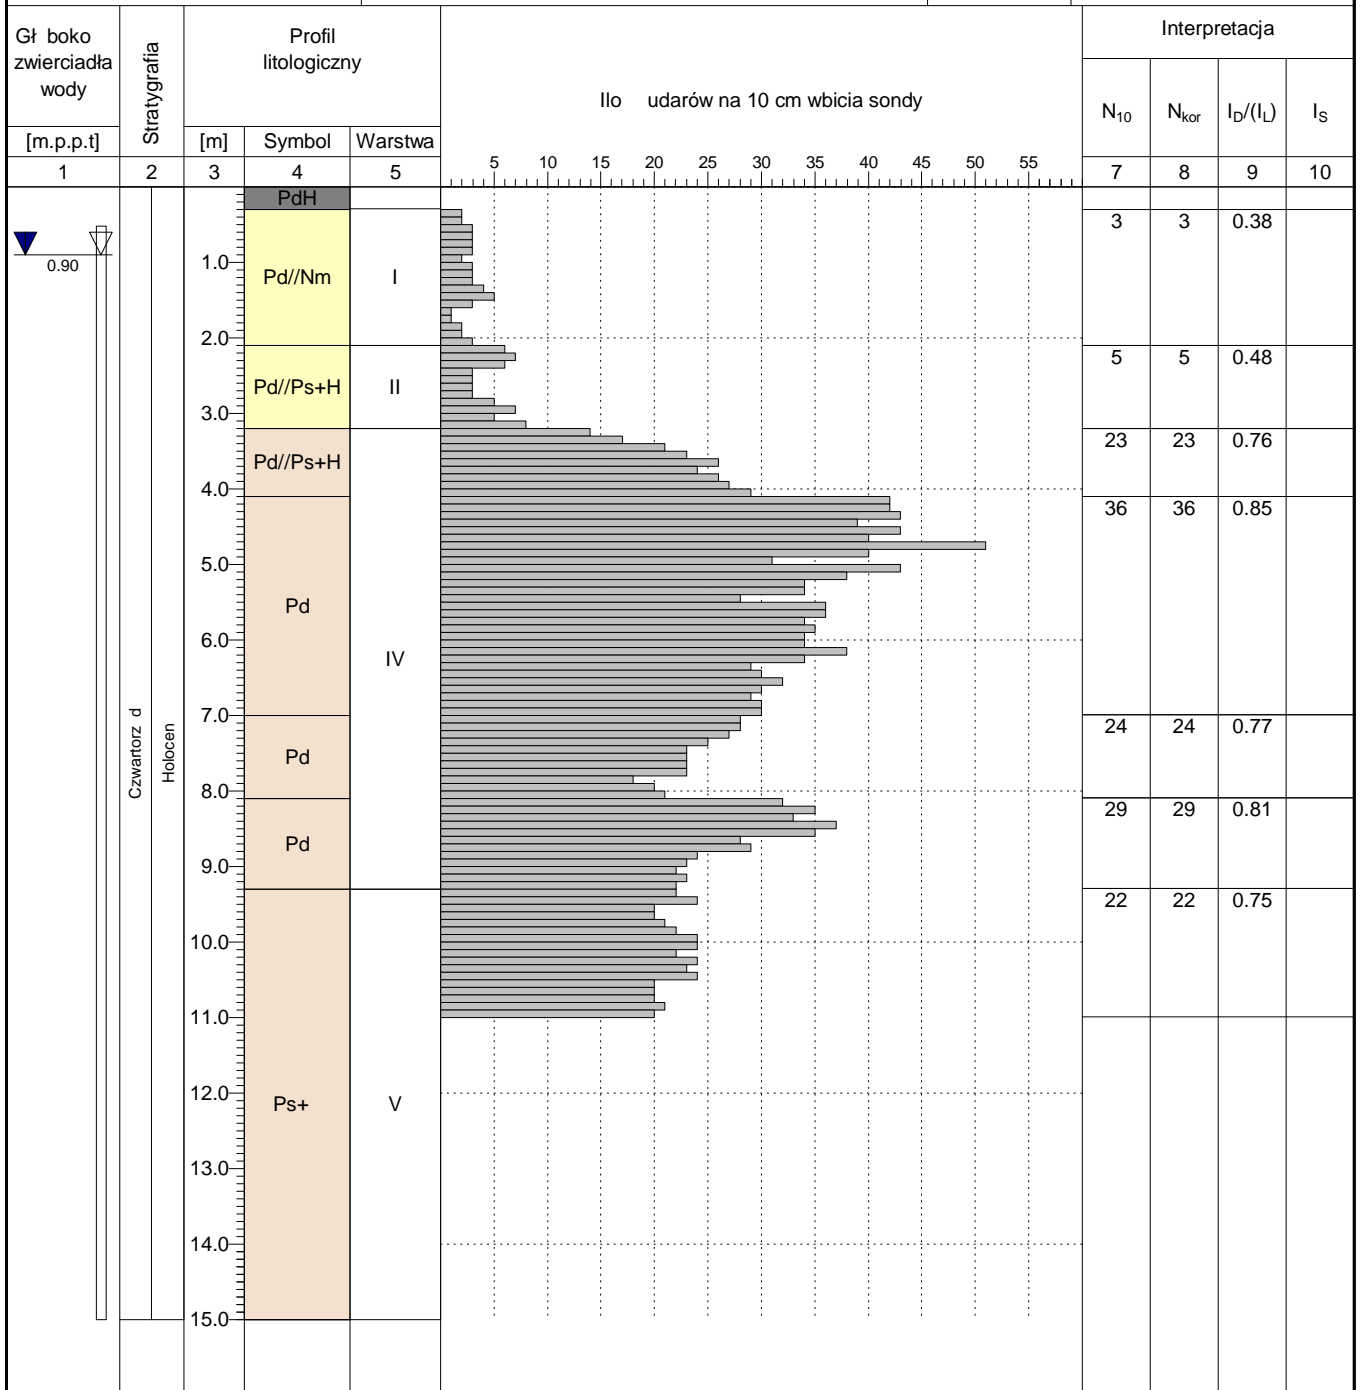 Gł boko
zwierciadła
wody
[m.p.p.t]
1
Stratygrafia
2
Profil
litologiczny
[m]
Symbol
Warstwa
3
4
5
Ilo udarów na 10 cm wbicia sondy
5 10 15 20 25 30 35 40 45 50 55
Interpretacja
N10
Nkor
ID/(IL)
IS
7
8
9
10
0.90
Czwartorz d
Holocen
1.0
2.0
3.0
4.0
5.0
6.0
7.0
8.0
9.0
10.0
11.0
12.0
13.0
14.0
15.0
PdH
Pd//Nm
Pd//Ps+H
Pd//Ps+H
Pd
Pd
Pd
Ps+
I
II
IV
V
3 3 0.38
5 5 0.48
23 23 0.76
36 36 0.85
24 24 0.77
29 29 0.81
22 22 0.75